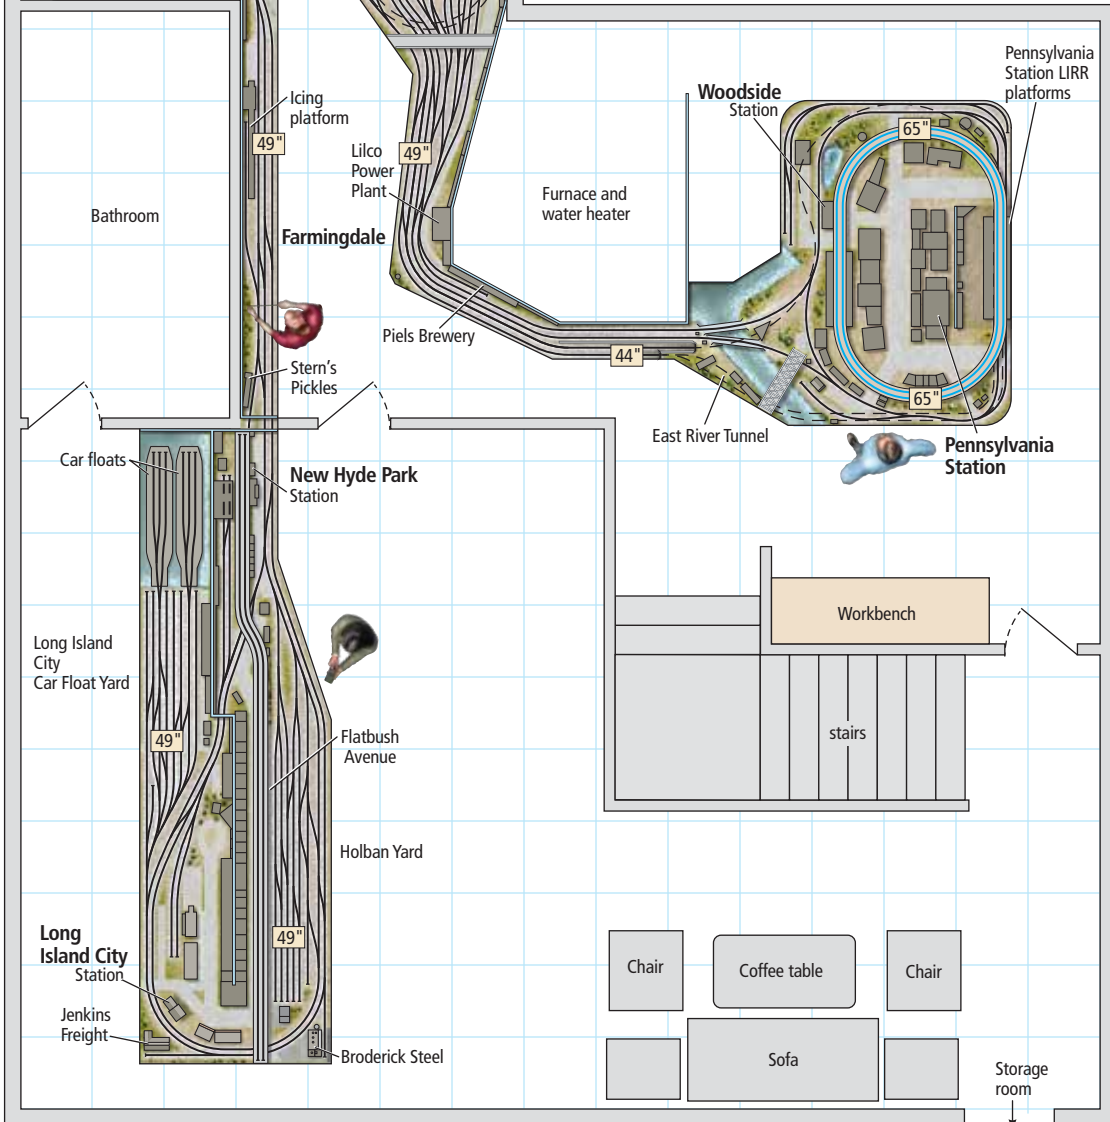 Pennsylvania
Station LIRR
platforms
Woodside
Station
65"
Icing
platform
49"
Lilco
Power
Plant
49"
Furnace and
water heater
Bathroom
Farmingdale
Piels Brewery
44"
Stern's
Pickles
65"
East River Tunnel
Pennsylvania
Station
Car floats
New Hyde Park
Station
Workbench
Long Island
City
Car Float Yard
49"
Flatbush
Avenue
stairs
Holban Yard
Long
Island City
Station
49"
Chair
Coffee table
Chair
Jenkins
Freight
Broderick Steel
Sofa
Storage
room